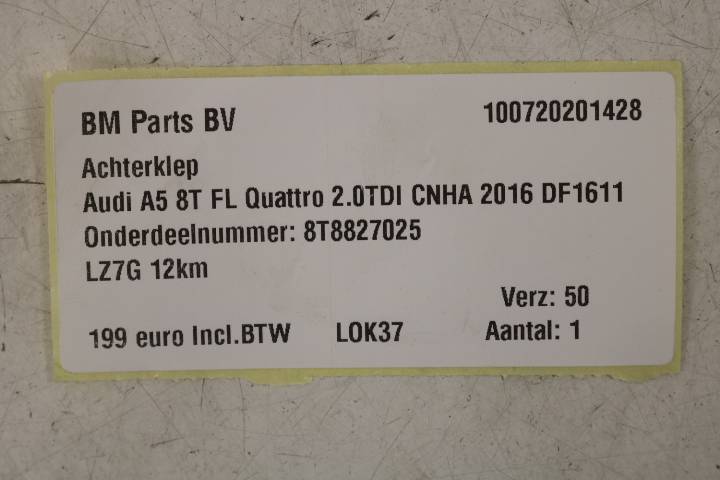 BM Parts BV 100720201428
Achterklep
Audi A5 8T FL Quattro 2.0TDI CNHA 2016 DF1611
Onderdeelnummer: 8T8827025
LZ7G 12km
Verz: 50
199 euro Incl.BTW LOK37 Aantal: 1